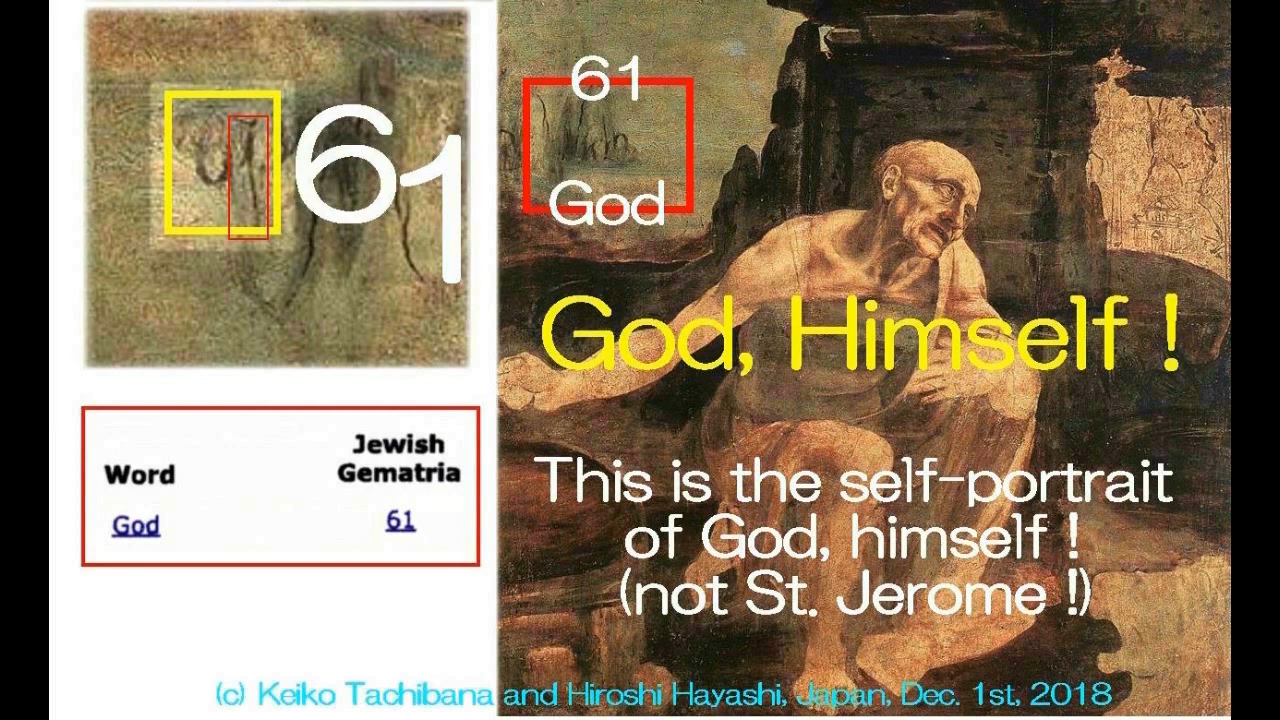 61
61
God
God, Himself !
Word Jewish Gematria
God 61
This is the self-portrait
of God, himself !
(not St. Jerome !)
(c) Keiko Tachibana and Hiroshi Hayashi, Japan, Dec. 1st, 2018